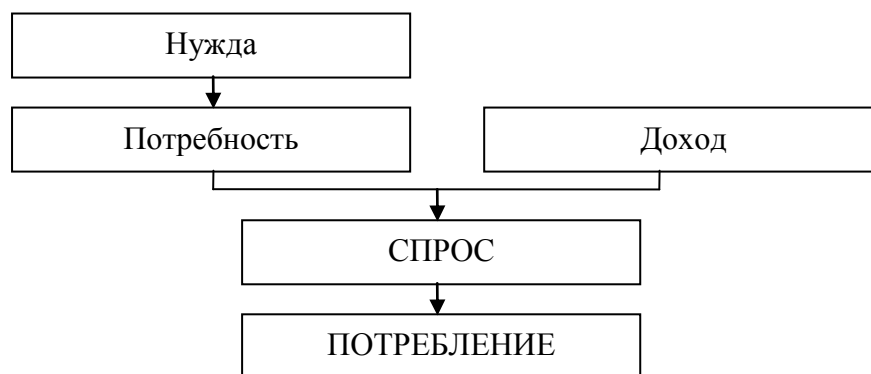 Нужда
Потребность
Доход
СПРОС
ПОТРЕБЛЕНИЕ